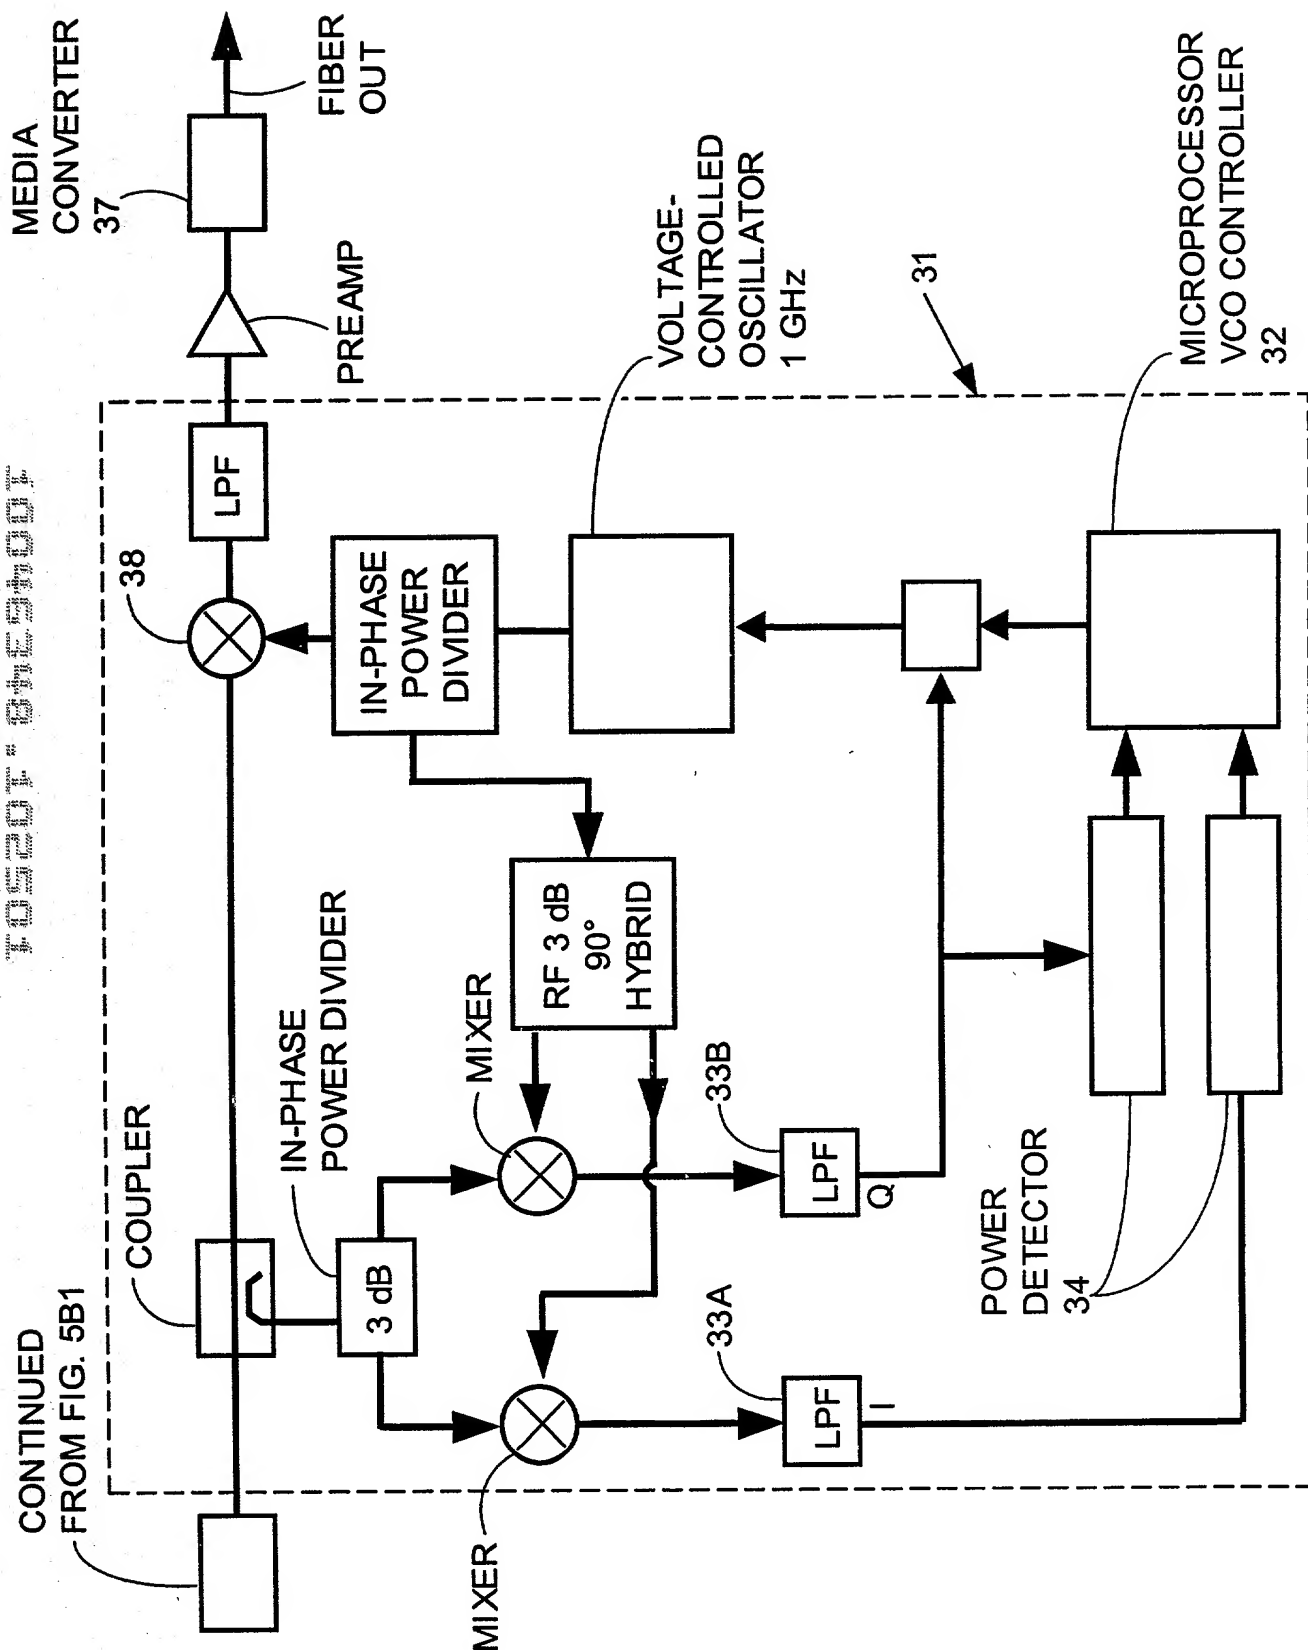 CONTINUED
FROM FIG. 5B1
COUPLER
IN-PHASE
POWER DIVIDER
3 dB
MIXER
MIXER
RF 3 dB
90°
HYBRID
38
LPF
IN-PHASE
POWER
DIVIDER
PREAMP
MEDIA
CONVERTER
37
FIBER
OUT
VOLTAGE-
CONTROLLED
OSCILLATOR
1 GHz
31
33A
LPF
I
33B
LPF
Q
POWER
DETECTOR
34
MICROPROCESSOR
VCO CONTROLLER
32